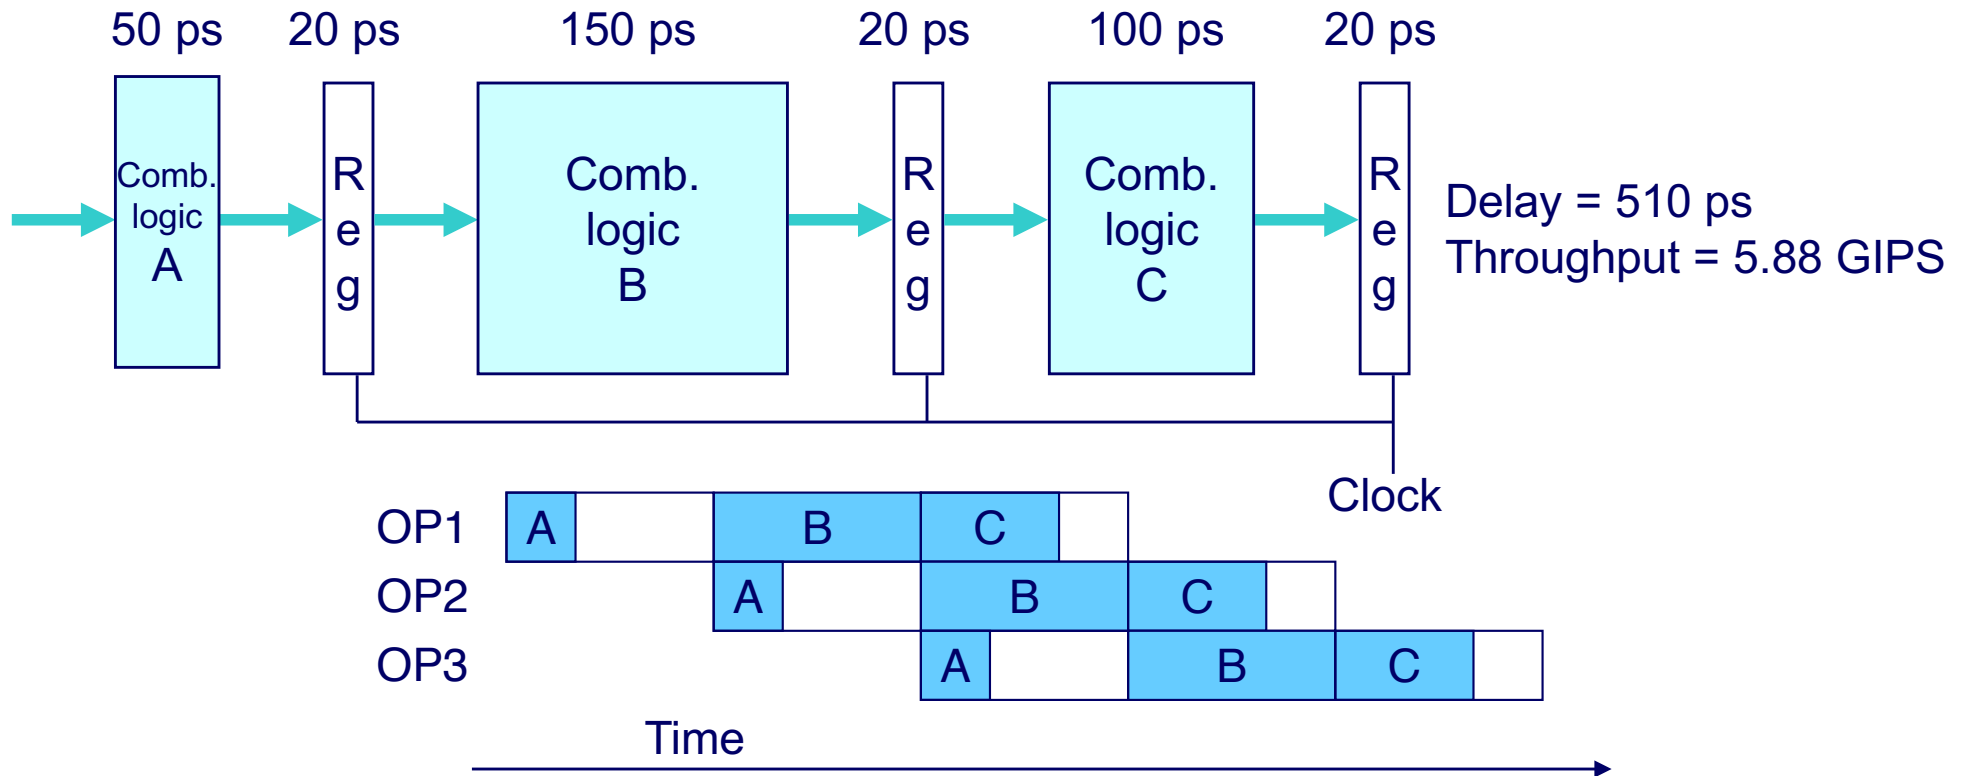 50 ps 20 ps 150 ps 20 ps 100 ps 20 ps
Comb.
logic
A
R
e
g
Comb.
logic
B
R
e
g
Comb.
logic
C
R
e
g
Delay = 510 ps
Throughput = 5.88 GIPS
Clock
OP1 A B C
OP2 A B C
OP3 A B C
Time